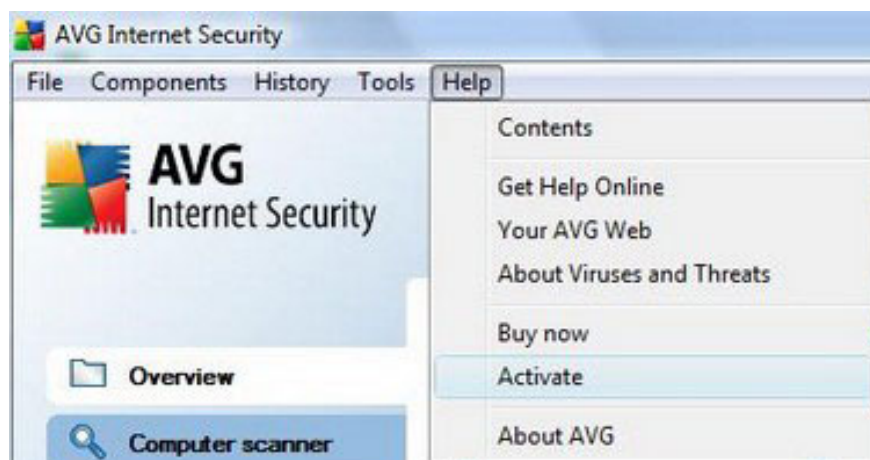 AVG Internet Security
File Components History Tools Help
AVG
Internet Security
Contents
Get Help Online
Your AVG Web
About Viruses and Threats
Buy now
Activate
About AVG
Overview
Computer scanner